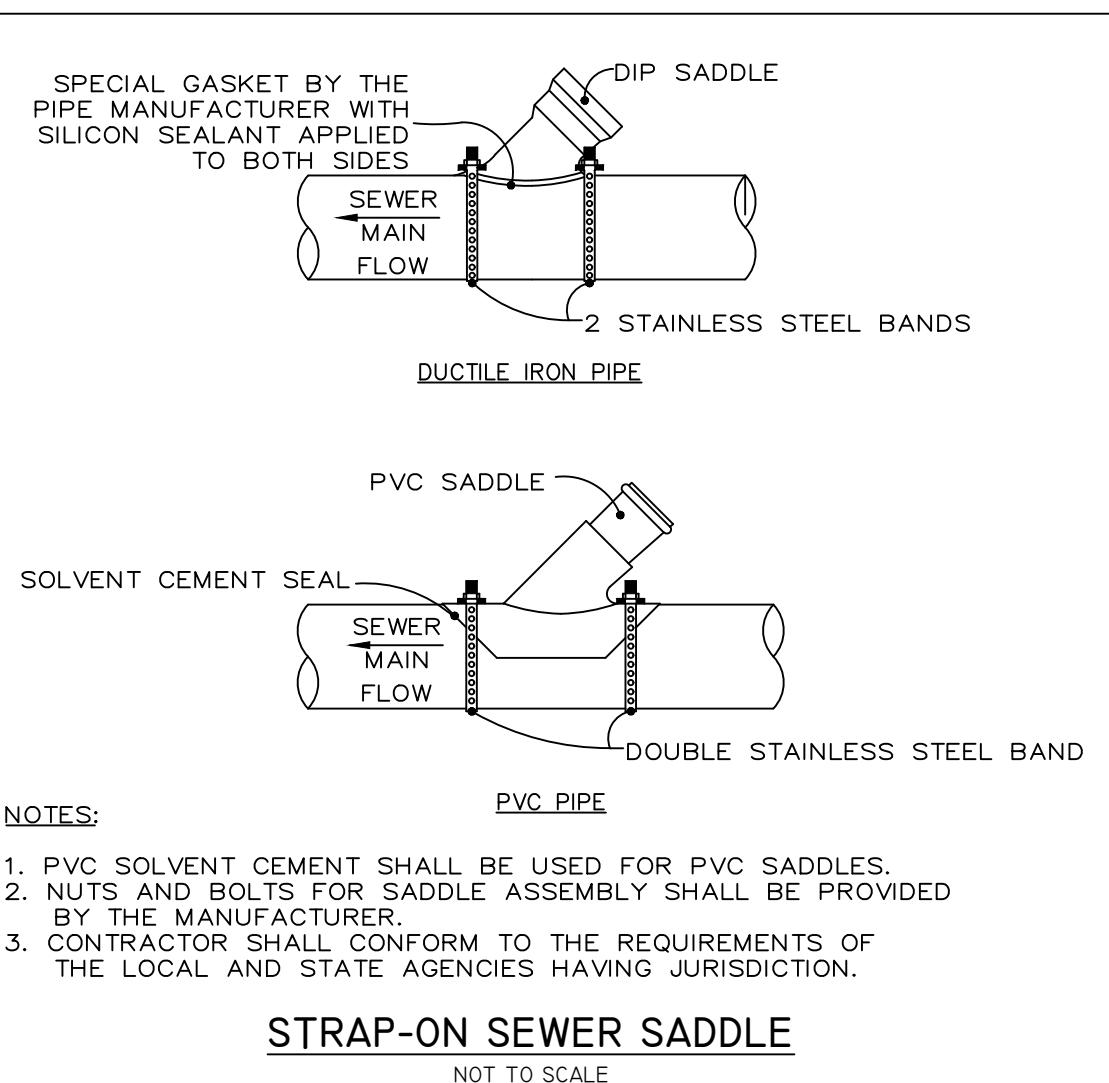 SPECIAL GASKET BY THE
PIPE MANUFACTURER WITH
SILICON SEALANT APPLIED
TO BOTH SIDES
DIP SADDLE
SEWER
MAIN
FLOW
2 STAINLESS STEEL BANDS
DUCTILE IRON PIPE
PVC SADDLE
SOLVENT CEMENT SEAL
SEWER
MAIN
FLOW
DOUBLE STAINLESS STEEL BAND
PVC PIPE
NOTES:
1. PVC SOLVENT CEMENT SHALL BE USED FOR PVC SADDLES.
2. NUTS AND BOLTS FOR SADDLE ASSEMBLY SHALL BE PROVIDED
BY THE MANUFACTURER.
3. CONTRACTOR SHALL CONFORM TO THE REQUIREMENTS OF
THE LOCAL AND STATE AGENCIES HAVING JURISDICTION.
STRAP-ON SEWER SADDLE
NOT TO SCALE